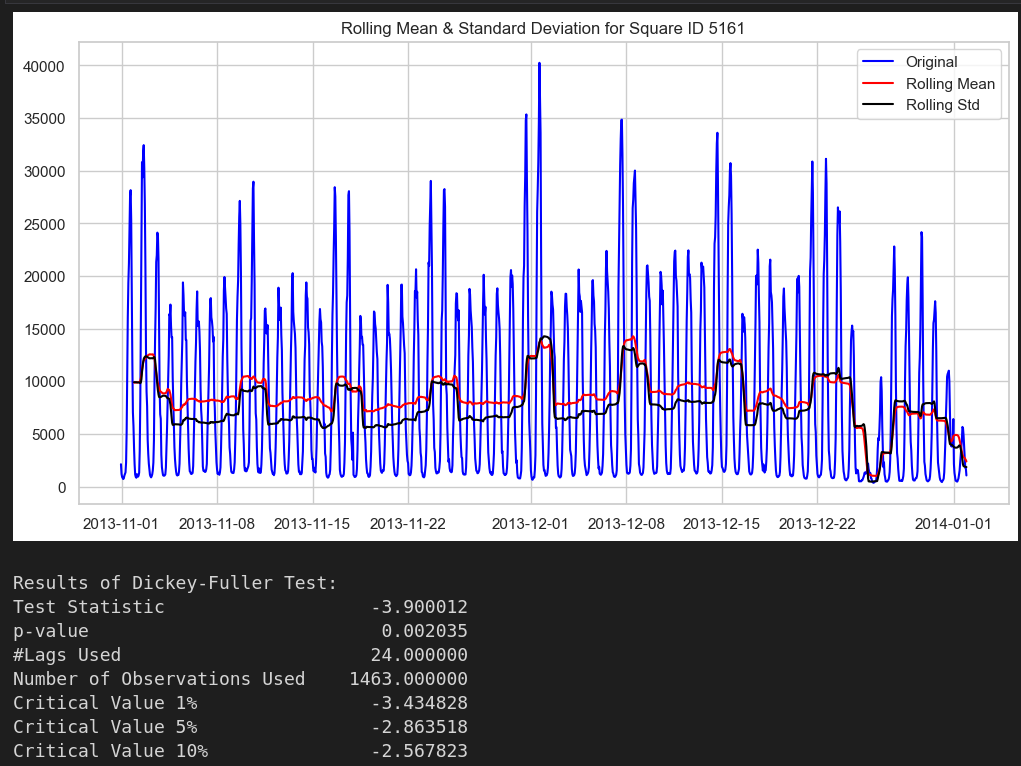 Rolling Mean & Standard Deviation for Square ID 5161
Original
Rolling Mean
Rolling Std
40000
35000
30000
25000
20000
15000
10000
5000
0
2013-11-01 2013-11-08 2013-11-15 2013-11-22 2013-12-01 2013-12-08 2013-12-15 2013-12-22 2014-01-01
Results of Dickey-Fuller Test:
Test Statistic -3.900012
p-value 0.002035
#Lags Used 24.000000
Number of Observations Used 1463.000000
Critical Value 1% -3.434828
Critical Value 5% -2.863518
Critical Value 10% -2.567823